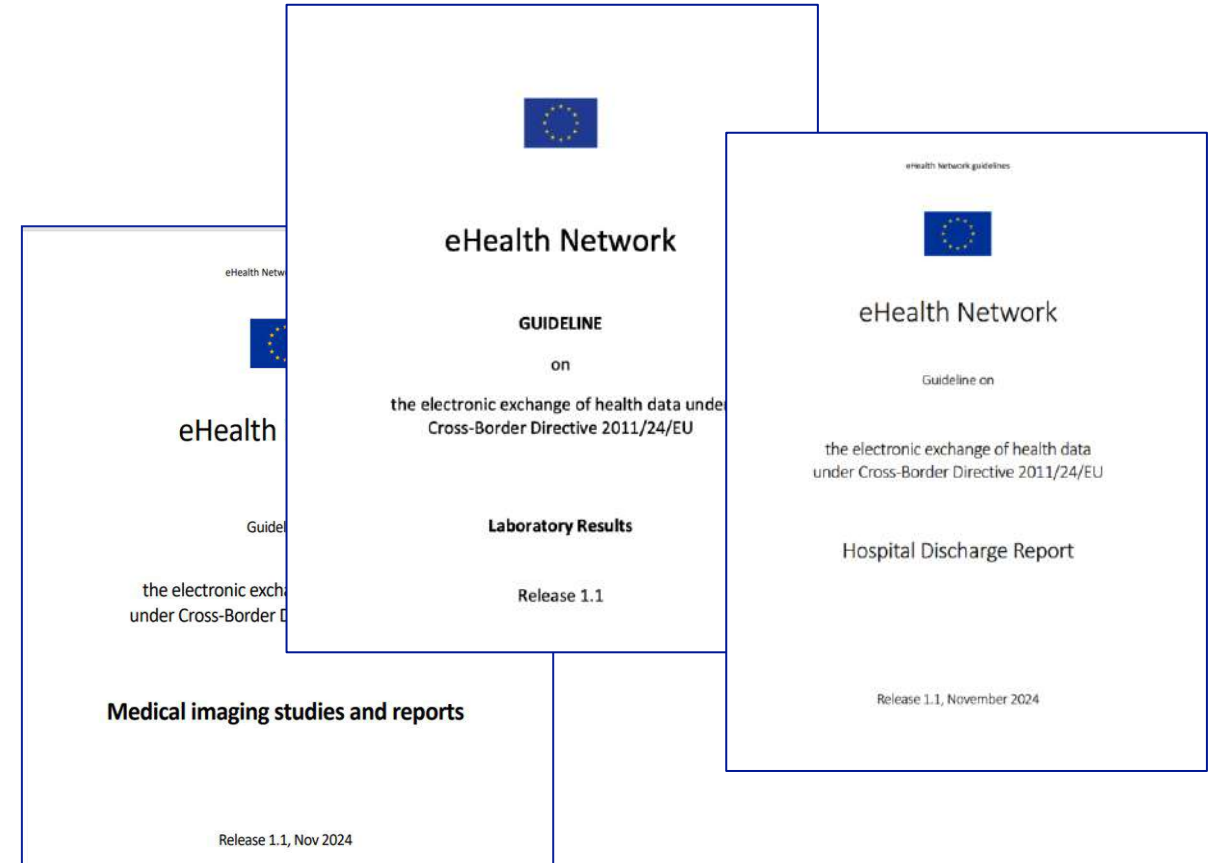 eHealth Network
GUIDELINE
on
the electronic exchange of health data under
Cross-Border Directive 2011/24/EU
Laboratory Results
Release 1.1
eHealth Network guidelines
eHealth Network
Guideline on
the electronic exchange of health data
under Cross-Border Directive 2011/24/EU
Hospital Discharge Report
Release 1.1, November 2024
eHealth
eHealth
the electronic
under Cross-Border
Medical imaging studies and reports
Release 1.1, Nov 2024